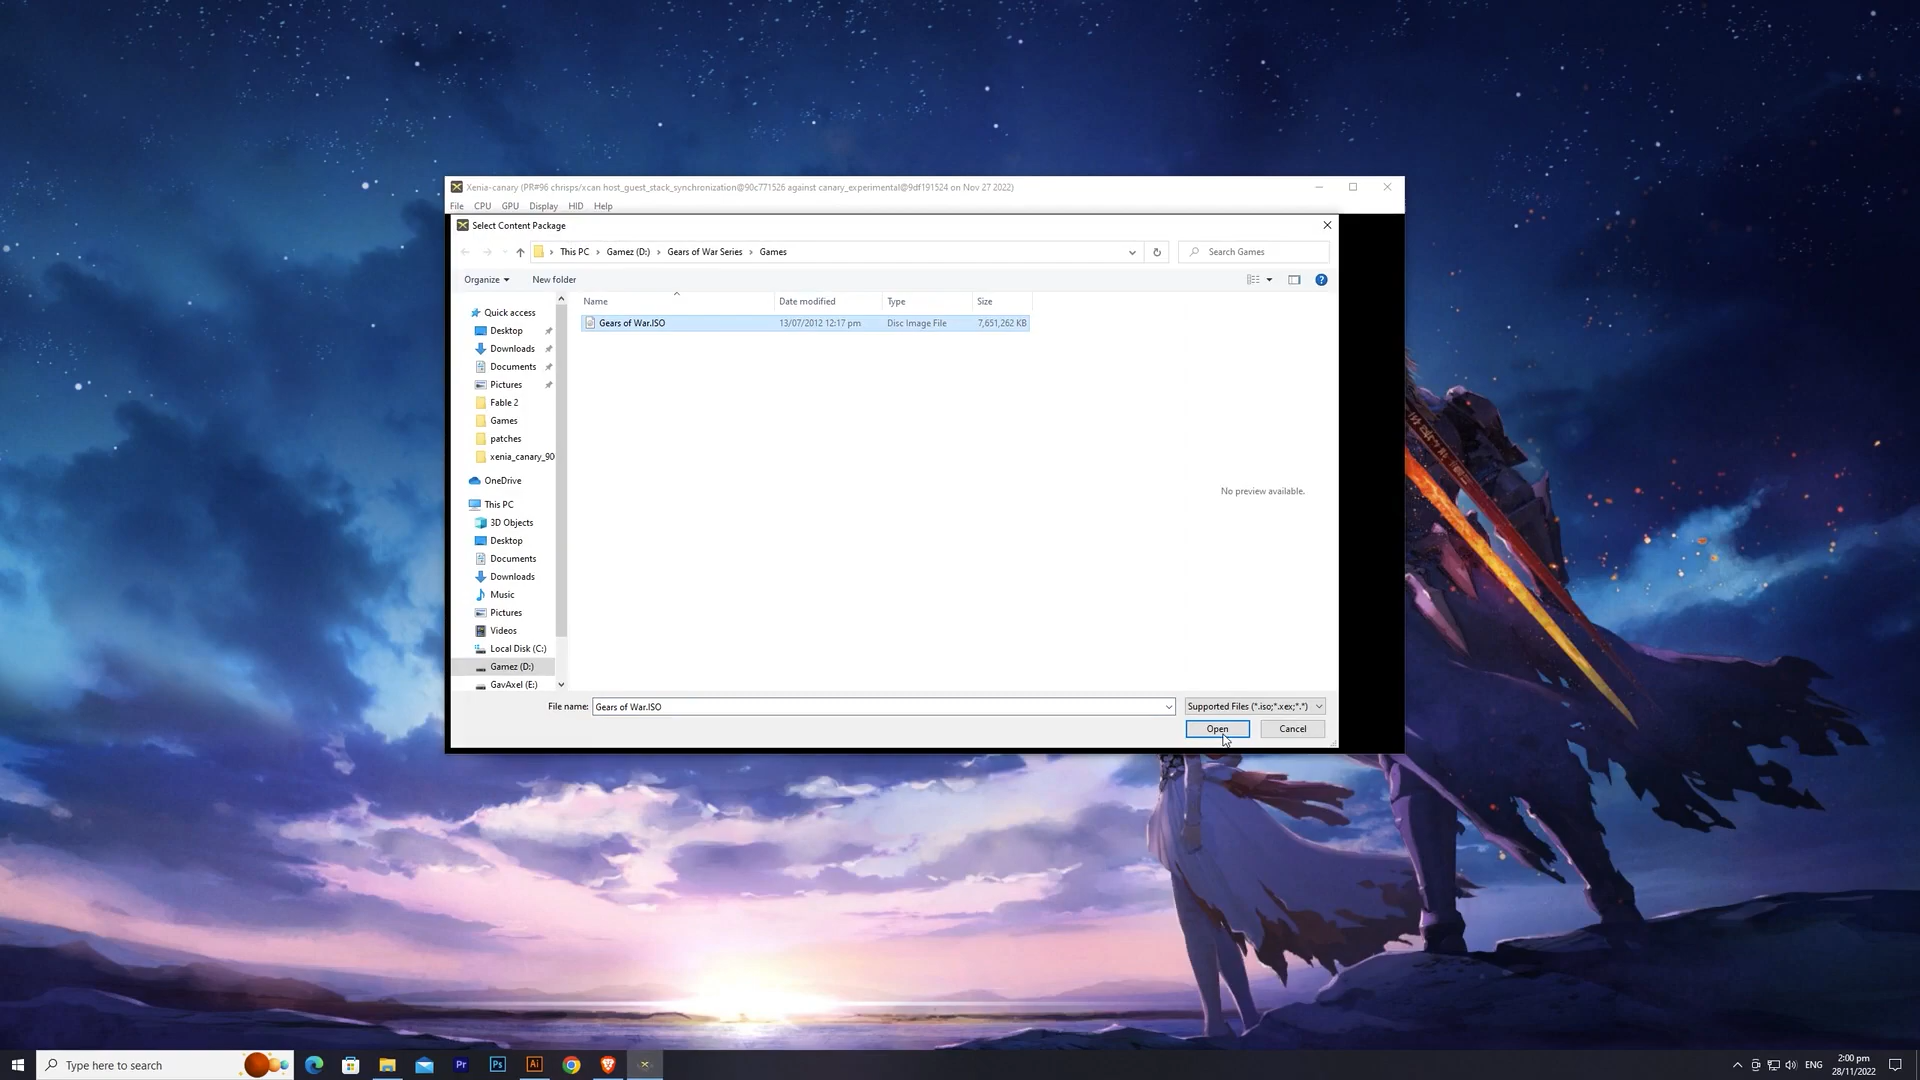 Xenia-canary (PR#96 chrisps/xcan host_guest_stack_synchronization@90c771526 against canary_experimental@9df191524 on Nov 27 2022)
File CPU GPU Display HID Help
Select Content Package
This PC > Gamez (D:) > Gears of War Series > Games
Search Games
Organize New folder
Name Date modified Type Size
Gears of War.ISO 13/07/2012 12:17 pm Disc Image File 7,651,262 KB
Quick access
Desktop
Downloads
Documents
Pictures
Fable 2
Games
patches
xenia_canary_90
OneDrive
This PC
3D Objects
Desktop
Documents
Downloads
Music
Pictures
Videos
Local Disk (C:)
Gamez (D:)
GavAxel (E:)
No preview available.
File name: Gears of War.ISO Supported Files (*.iso;*.xex;*.*)
Open Cancel
Type here to search
Pr Ps Ai
ENG
2:00 pm
28/11/2022